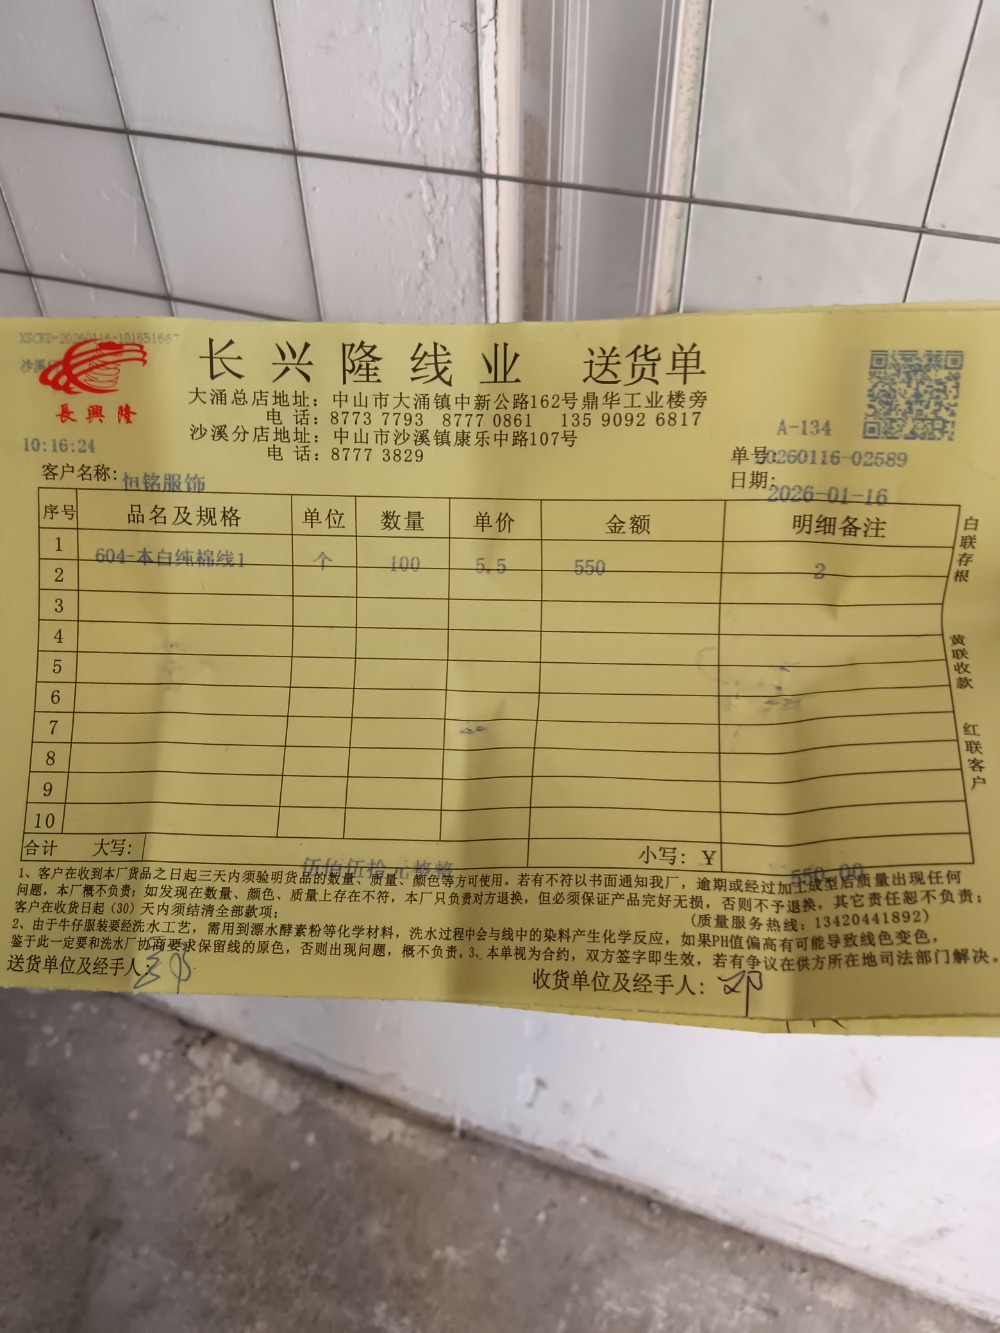 XSCKD-20260116-10165166
长兴隆线业 送货单
長興隆
大涌总店地址：中山市大涌镇中新公路162号鼎华工业楼旁
电 话：8773 7793 8777 0861 135 9092 6817
沙溪分店地址：中山市沙溪镇康乐中路107号
电 话：8777 3829
A-134
10:16:24
单号:20260116-02589
客户名称：恒铭服饰
日期：2026-01-16
序号 品名及规格 单位 数量 单价 金额 明细备注
1 604-本白纯棉线1 个 100 5.5 550 2
2
3
4
5
6
7
8
9
10
合计 大写：伍佰伍拾元整 小写：￥550.00
白联存根
黄联收款
红联客户
1、客户在收到本厂货品之日起三天内须验明货品的数量、质量、颜色等方可使用。若有不符以书面通知我厂，逾期或经过加工成型后质量出现任何
问题，本厂概不负责；如发现在数量、颜色、质量上存在不符，本厂只负责对方退换，但必须保证产品完好无损，否则不予退换，其它责任恕不负责；
客户在收货日起（30）天内须结清全部款项；
（质量服务热线：13420441892）
2、由于牛仔服装要经洗水工艺，需用到漂水酵素粉等化学材料，洗水过程中会与线中的染料产生化学反应，如果PH值偏高有可能导致线色变色，
鉴于此一定要和洗水厂协商要求保留线的原色，否则出现问题，概不负责。3、本单视为合约，双方签字即生效，若有争议在供方所在地司法部门解决。
送货单位及经手人：
收货单位及经手人：